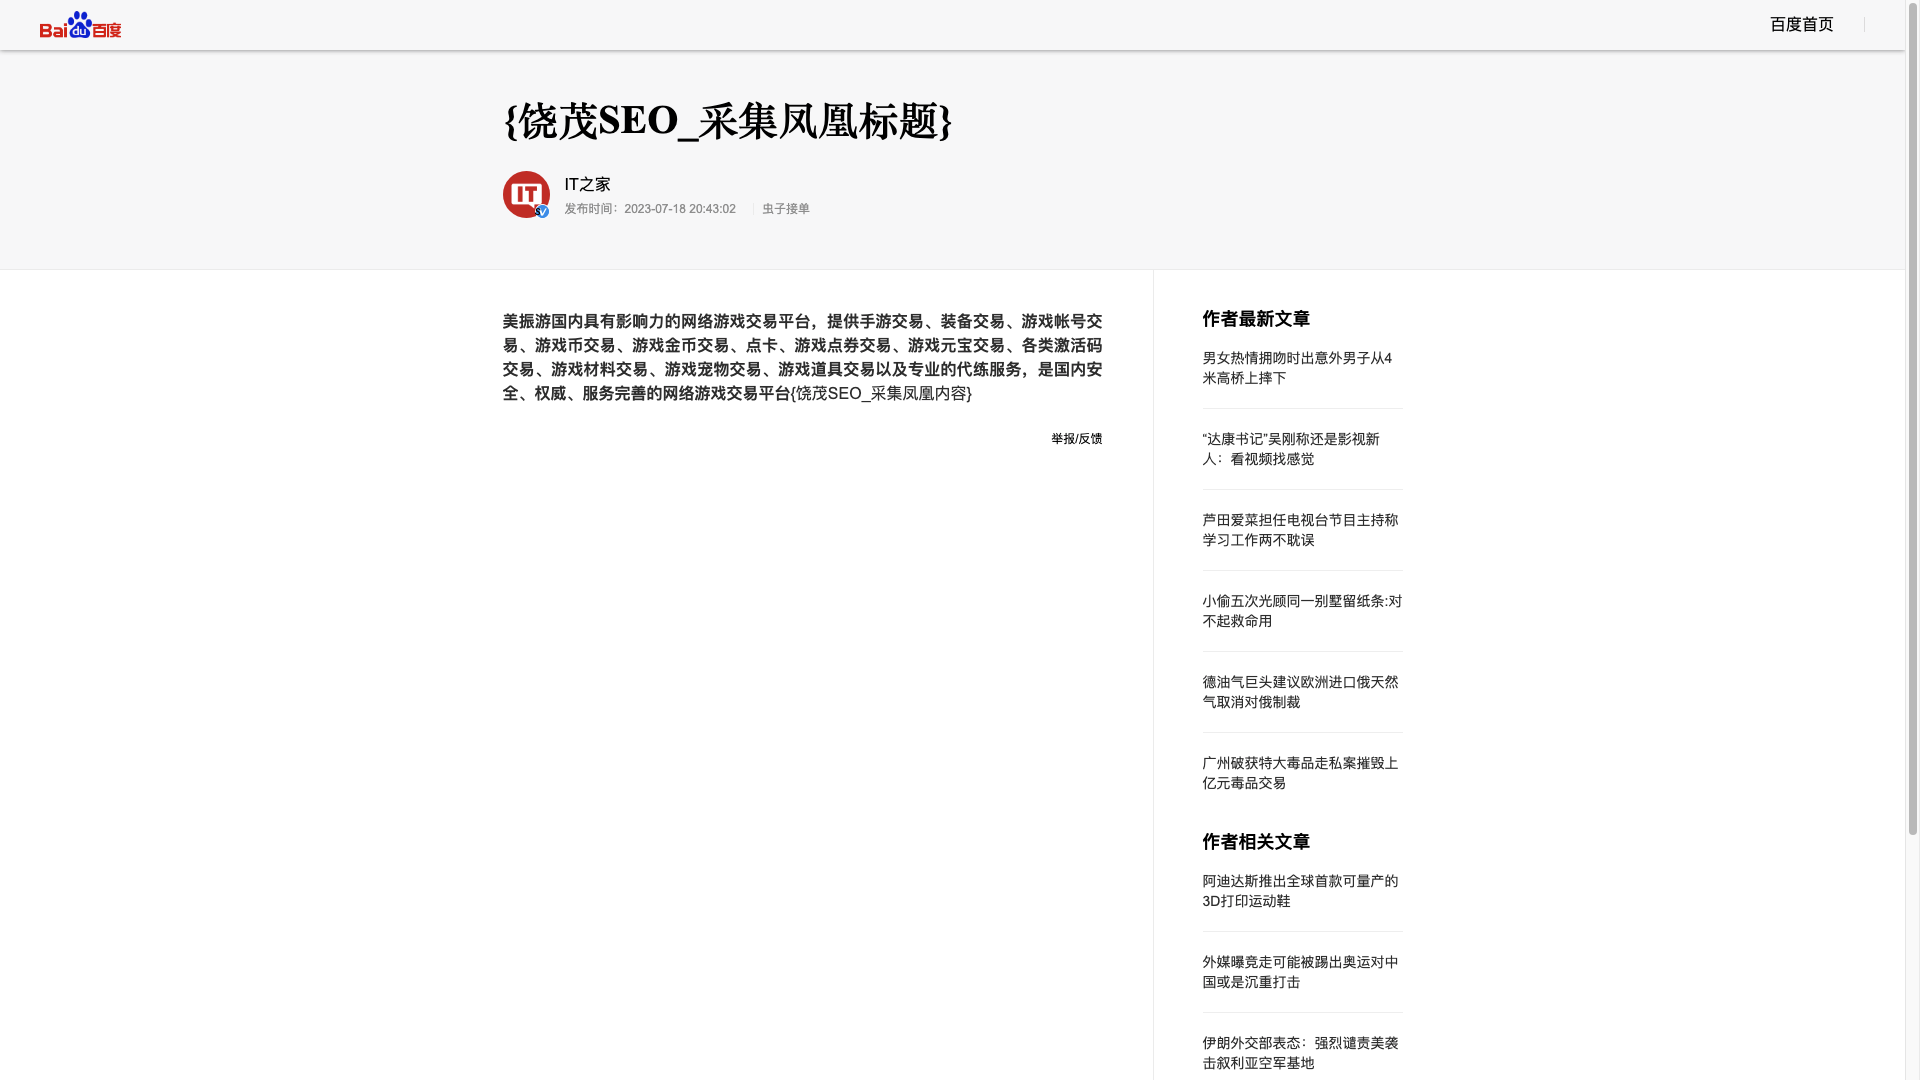 Bai du 百度
百度首页
{饶茂SEO_采集凤凰标题}
IT
IT之家
发布时间：2023-07-18 20:43:02
虫子接单
美振游国内具有影响力的网络游戏交易平台，提供手游交易、装备交易、游戏帐号交
易、游戏币交易、游戏金币交易、点卡、游戏点券交易、游戏元宝交易、各类激活码
交易、游戏材料交易、游戏宠物交易、游戏道具交易以及专业的代练服务，是国内安
全、权威、服务完善的网络游戏交易平台{饶茂SEO_采集凤凰内容}
举报/反馈
作者最新文章
男女热情拥吻时出意外男子从4
米高桥上摔下
“达康书记”吴刚称还是影视新
人：看视频找感觉
芦田爱菜担任电视台节目主持称
学习工作两不耽误
小偷五次光顾同一别墅留纸条:对
不起救命用
德油气巨头建议欧洲进口俄天然
气取消对俄制裁
广州破获特大毒品走私案摧毁上
亿元毒品交易
作者相关文章
阿迪达斯推出全球首款可量产的
3D打印运动鞋
外媒曝竞走可能被踢出奥运对中
国或是沉重打击
伊朗外交部表态：强烈谴责美袭
击叙利亚空军基地